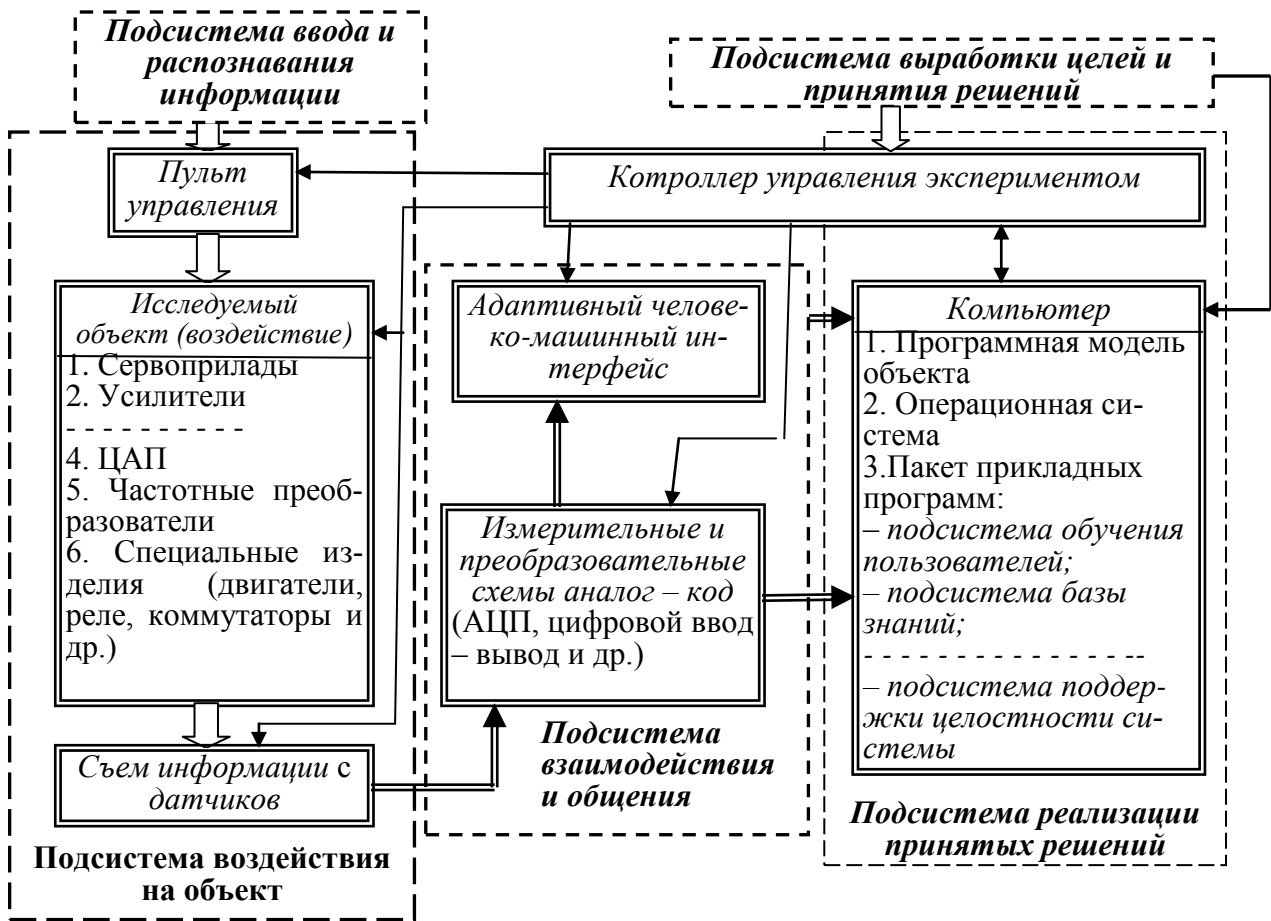 Подсистема ввода и
распознавания
информации
Подсистема выработки целей и
принятия решений
Пульт
управления
Котроллер управления экспериментом
Исследуемый
объект (воздействие)
1. Сервоприлады
2. Усилители
- - - - - - - - - -
4. ЦАП
5. Частотные преоб-
разователи
6. Специальные из-
делия (двигатели,
реле, коммутаторы и
др.)
Съем информации с
датчиков
Подсистема воздействия
на объект
Адаптивный челове-
ко-машинный ин-
терфейс
Измерительные и
преобразовательные
схемы аналог – код
(АЦП, цифровой ввод
– вывод и др.)
Подсистема
взаимодействия
и общения
Компьютер
1. Программная модель
объекта
2. Операционная си-
стема
3.Пакет прикладных
программ:
– подсистема обучения
пользователей;
– подсистема базы
знаний;
- - - - - - - - - - - - - - --
– подсистема поддер-
жки целостности си-
стемы
Подсистема реализации
принятых решений